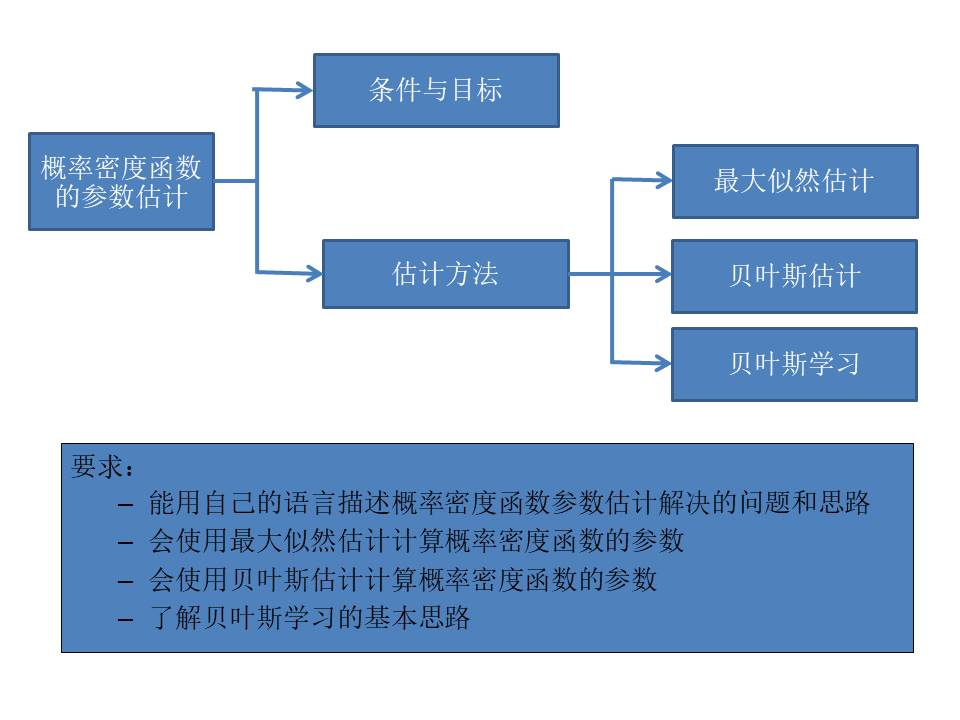 条件与目标
概率密度函数
的参数估计
最大似然估计
估计方法
贝叶斯估计
贝叶斯学习
要求：
– 能用自己的语言描述概率密度函数参数估计解决的问题和思路
– 会使用最大似然估计计算概率密度函数的参数
– 会使用贝叶斯估计计算概率密度函数的参数
– 了解贝叶斯学习的基本思路